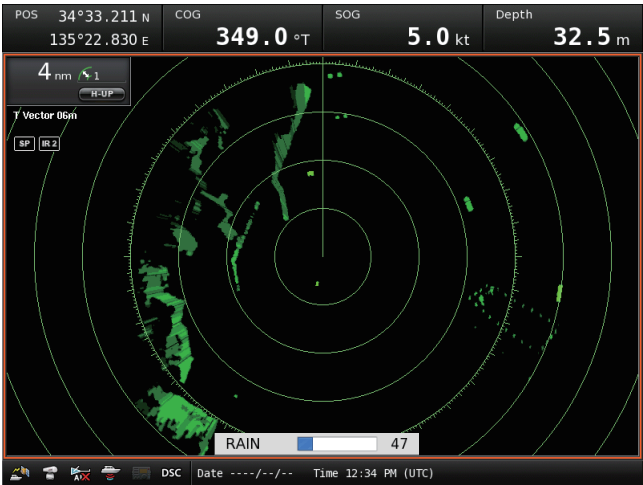 POS 34°33.211 N
135°22.830 E
COG
349.0 °T
SOG
5.0 kt
Depth
32.5 m
4 nm 1
H-UP
T Vector 06m
SP IR 2
RAIN 47
DSC Date ----/--/-- Time 12:34 PM (UTC)